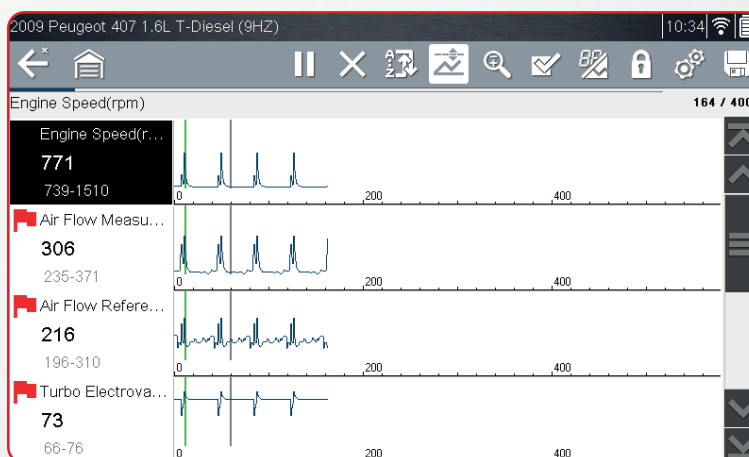 2009 Peugeot 407 1.6L T-Diesel (9HZ) 10:34
Engine Speed(rpm) 164 / 400
Engine Speed(r...
771
739-1510
0 200 400
Air Flow Measu...
306
235-371
0 200 400
Air Flow Refere...
216
196-310
0 200 400
Turbo Electrova...
73
66-76
0 200 400